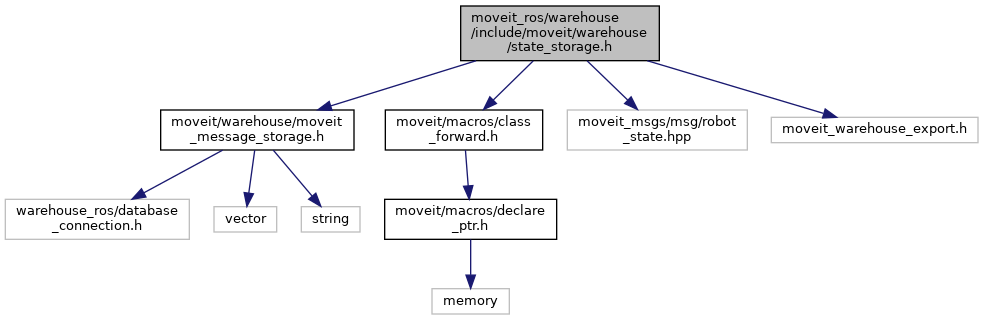 moveit_ros/warehouse
/include/moveit/warehouse
/state_storage.h
moveit/warehouse/moveit
_message_storage.h
moveit/macros/class
_forward.h
moveit_msgs/msg/robot
_state.hpp
moveit_warehouse_export.h
warehouse_ros/database
_connection.h
vector
string
moveit/macros/declare
_ptr.h
memory